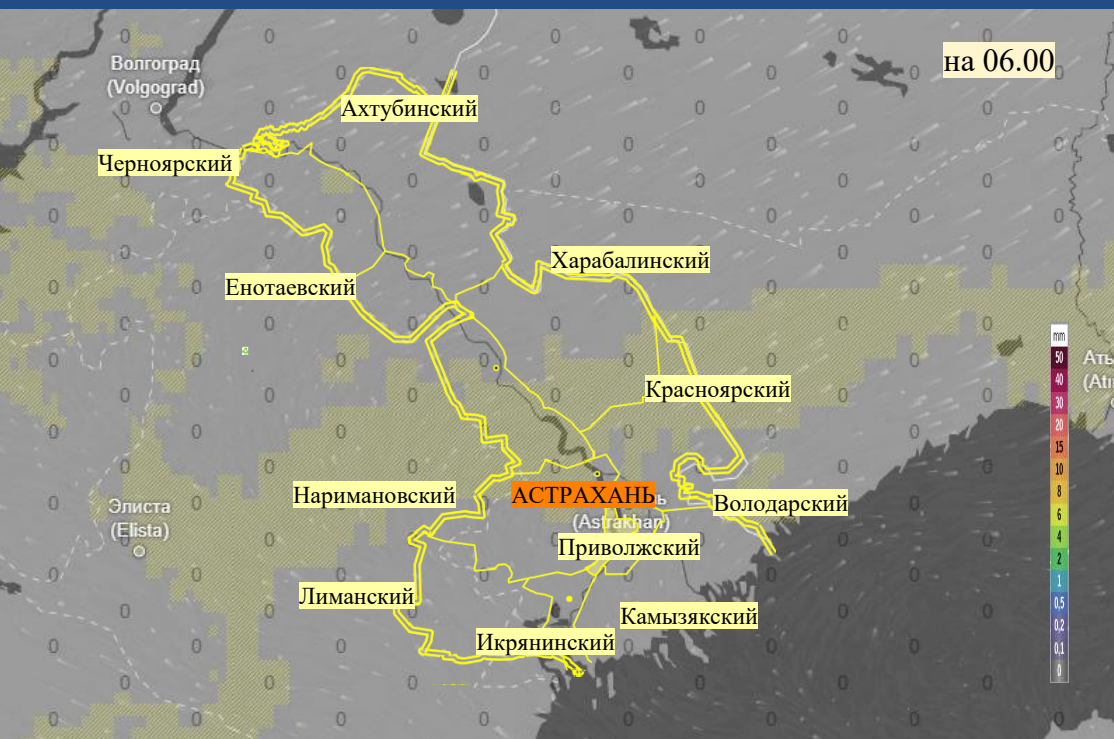 на 06.00
Волгоград
(Volgograd)
Ахтубинский
Черноярский
Харабалинский
Енотаевский
mm
50
40
30
20
15
10
8
6
4
2
1
0,5
0,2
0,1
0
Красноярский
Наримановский
АСТРАХАНЬ
(Astrakhan)
Володарский
Элиста
(Elista)
Приволжский
Лиманский
Камызякский
Икрянинский